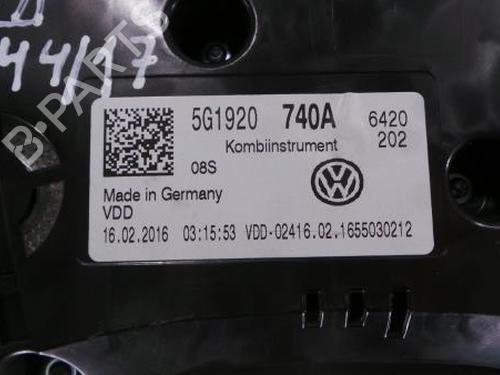 44/17
5G1920 740A 6420
Kombiinstrument 202
08S
Made in Germany
VDD
16.02.2016 03:15:53 VDD-02416.02.1655030212
B-PARTS